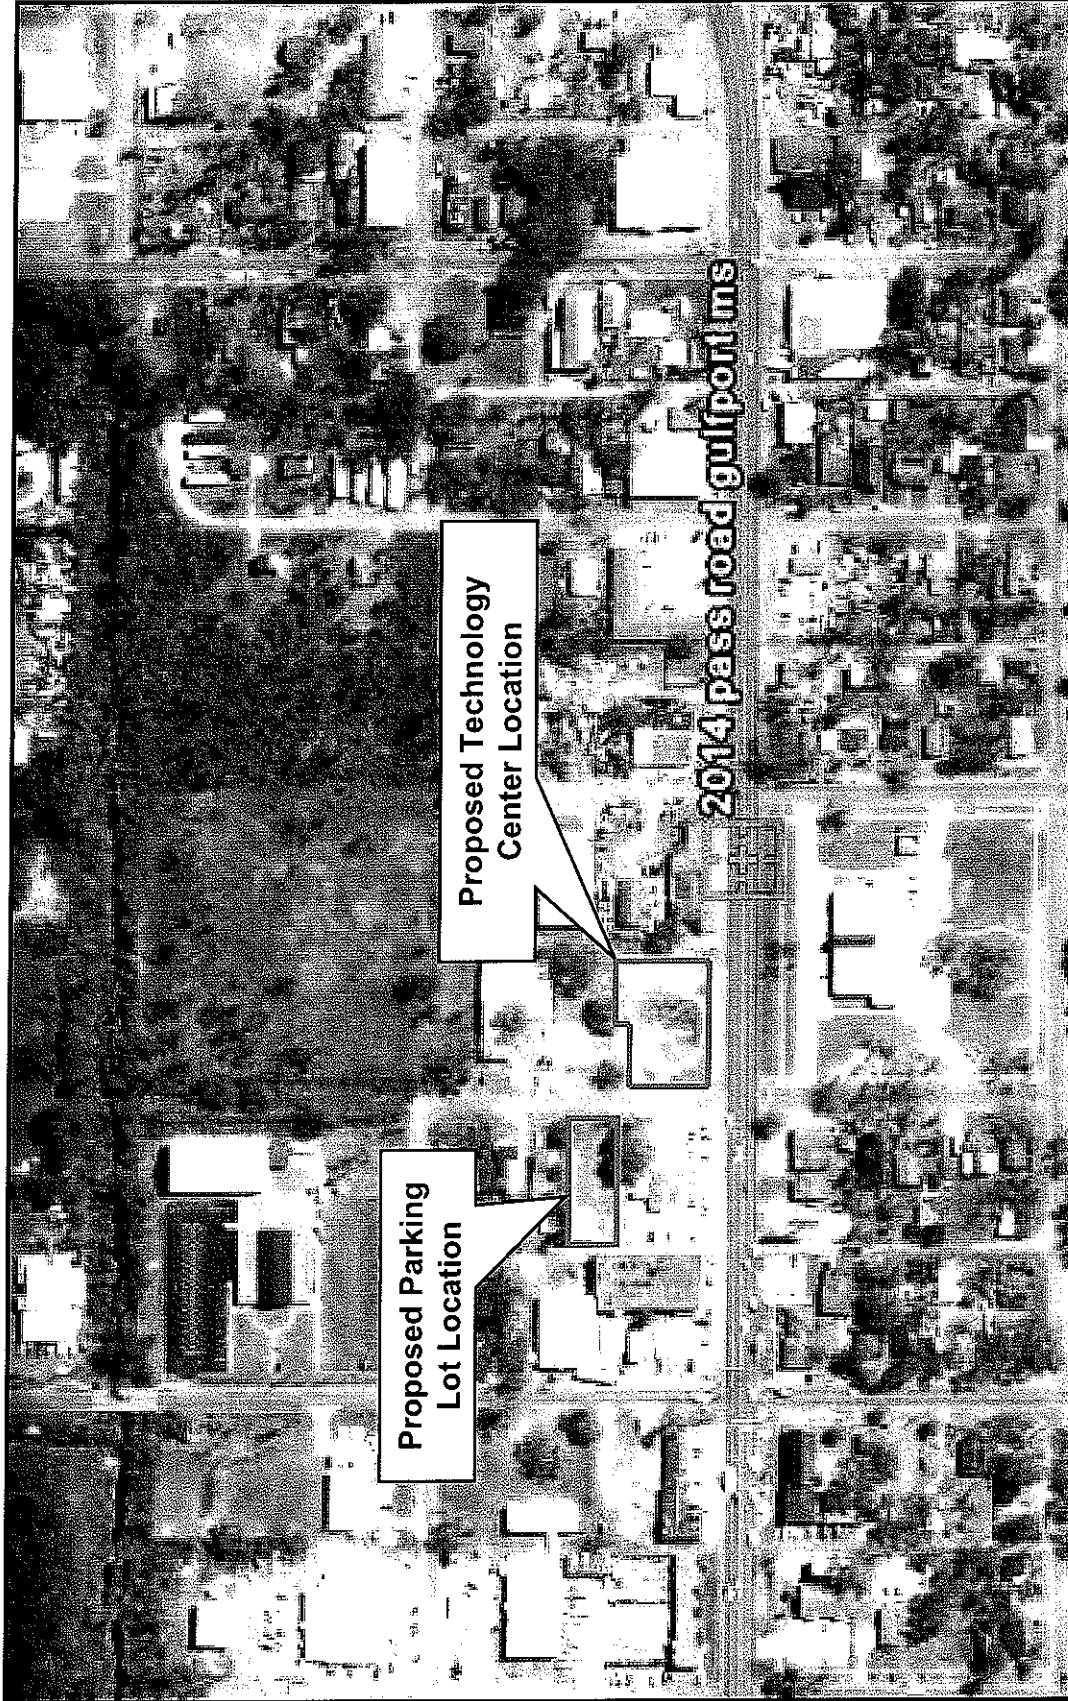 Proposed Parking
Lot Location
Proposed Technology
Center Location
2014 pass road gulfport ms